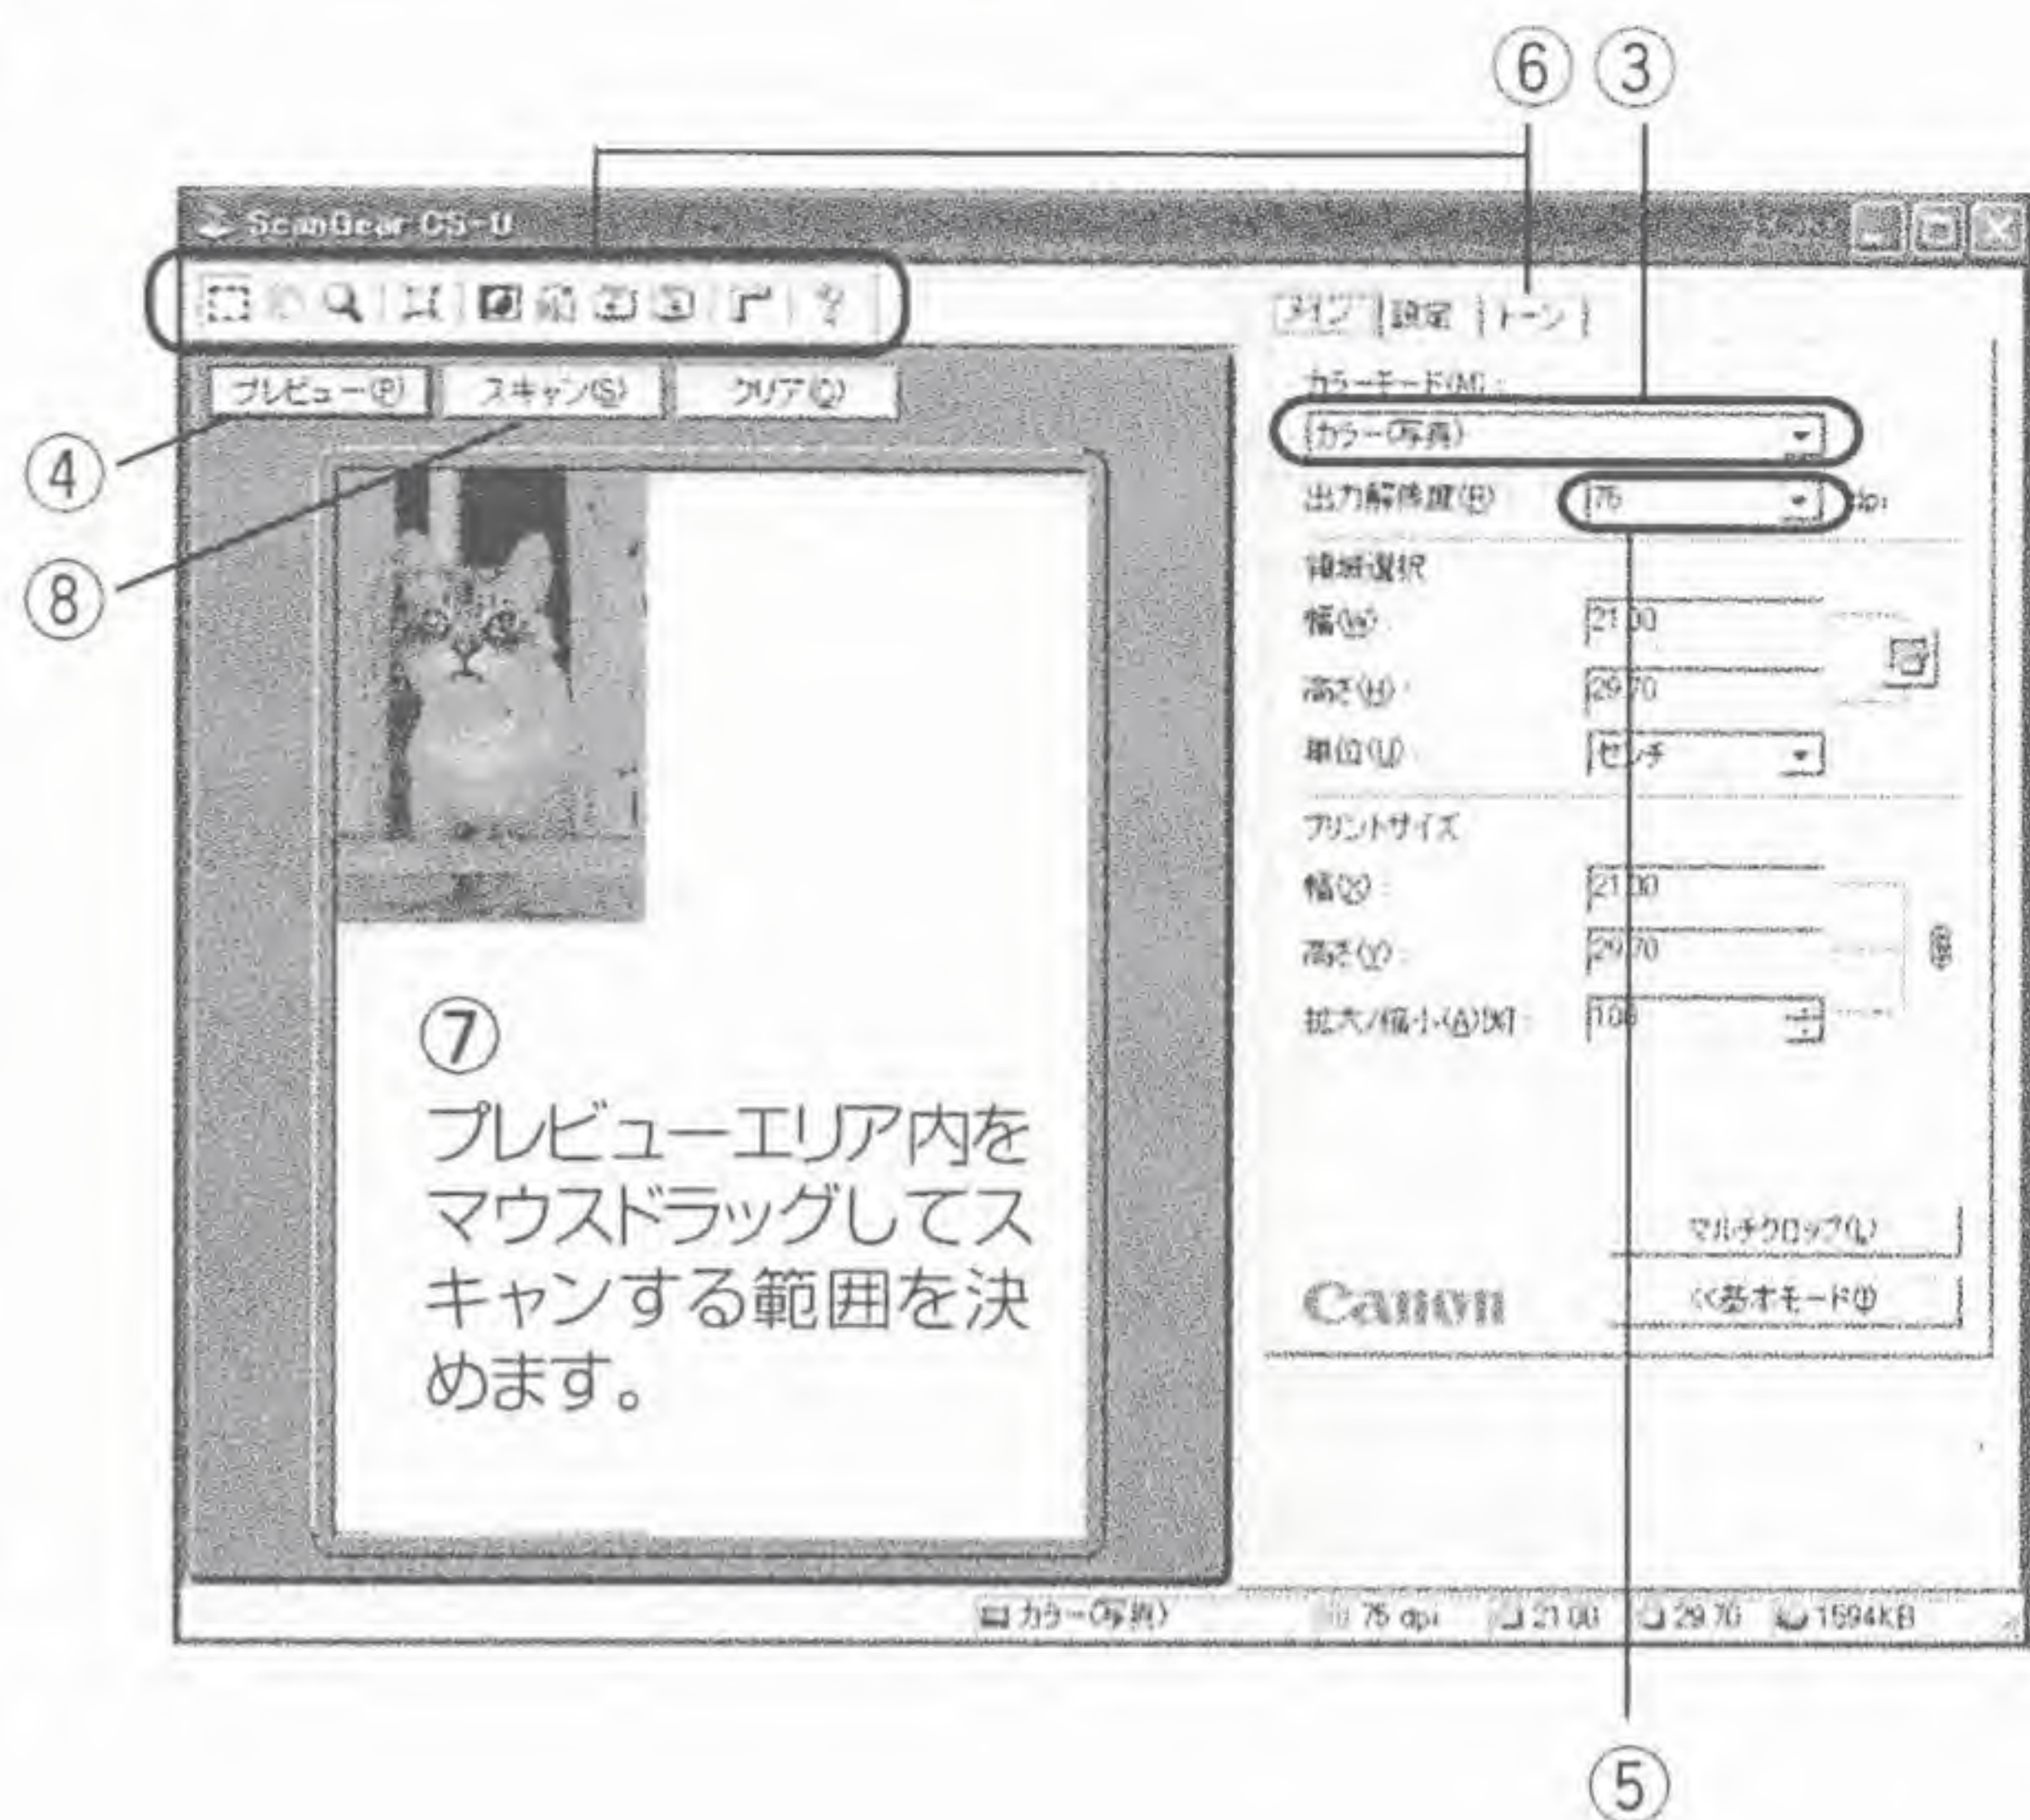 ⑥ ③
ScanGear CS-U
メイン 設定 トーン
プレビュー(P) スキャン(S) クリア(C)
カラーモード(M) :
カラー(写真)
④
出力解像度(E) 75 dpi
⑧
領域選択
幅(W) 21.00
高さ(H) : 29.70
単位(U) センチ
プリントサイズ
幅(X) : 21.00
高さ(Y) : 29.70
拡大/縮小(A)[%] : 100
⑦
プレビューエリア内を
マウスドラッグしてス
キャンする範囲を決
めます。
マルチクロップ(L)
Canon
<<基本モード(I)
カラー(写真) 75 dpi 21.00 29.70 1594KB
⑤